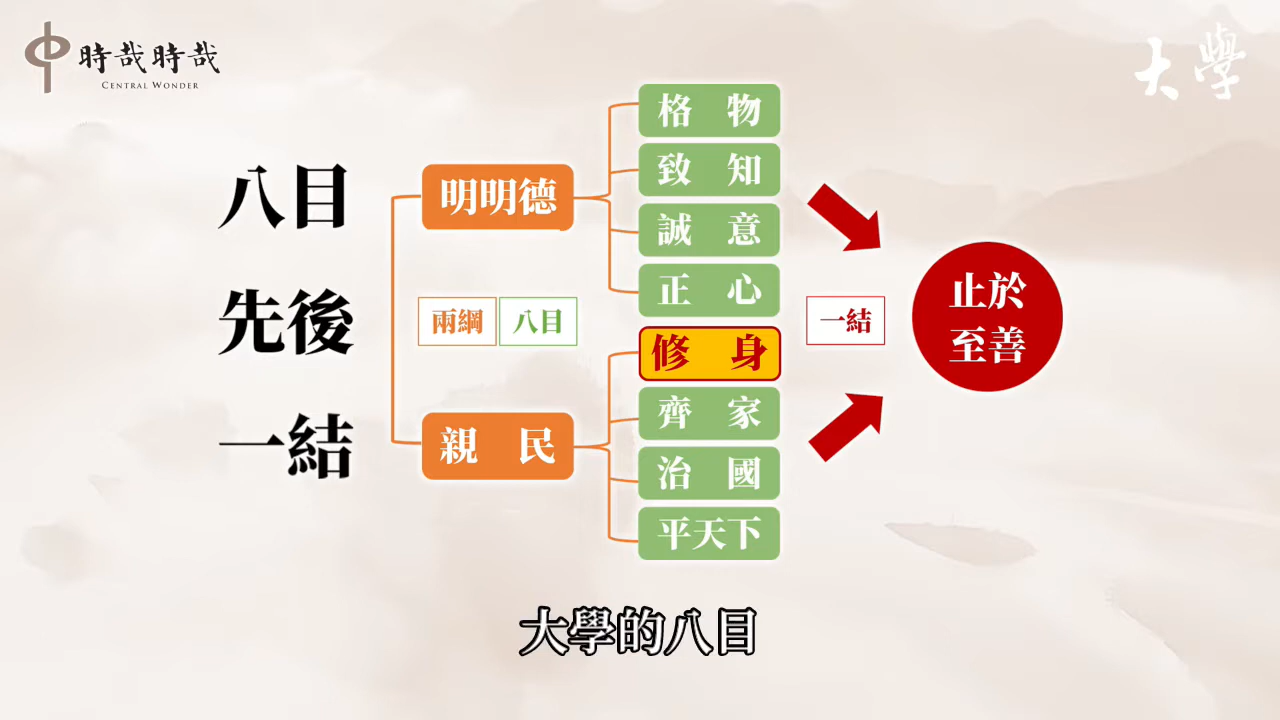 時哉時哉
CENTRAL WONDER
大學
八目
先後
一結
明明德
兩綱
八目
親 民
格 物
致 知
誠 意
正 心
修 身
齊 家
治 國
平天下
一結
止於
至善
大學的八目